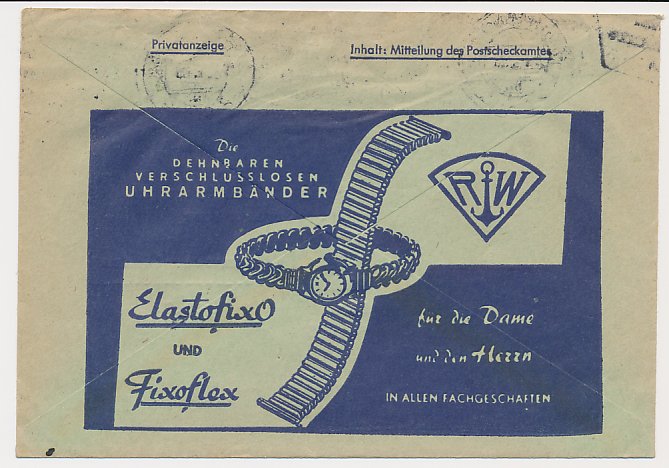 Privatanzeige
Inhalt: Mitteilung des Postscheckamtes
Die
DEHNBAREN
VERSCHLUSSLOSEN
UHRARMBÄNDER
R W
Elastofixo
UND
Fixoflex
für die Dame
und den Herrn
IN ALLEN FACHGESCHÄFTEN